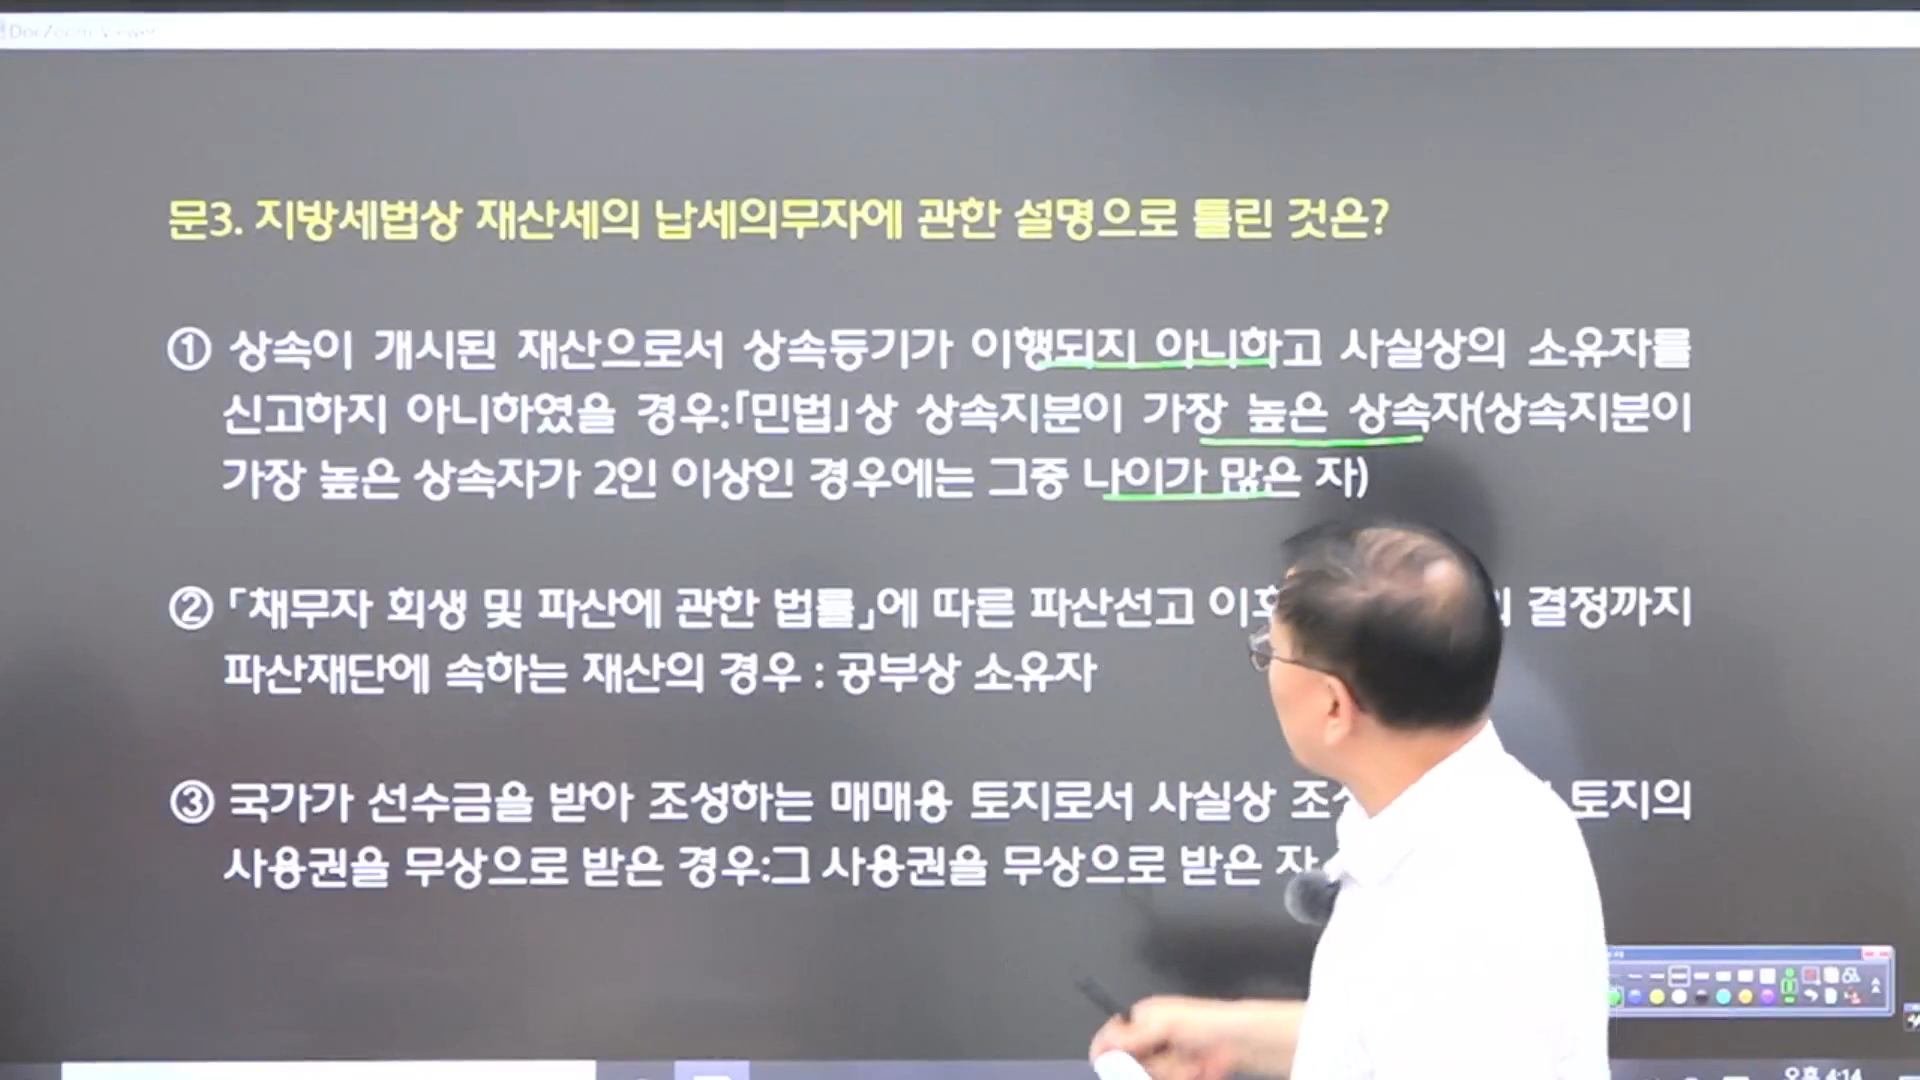 DocZoom Viewer
문3. 지방세법상 재산세의 납세의무자에 관한 설명으로 틀린 것은?
① 상속이 개시된 재산으로서 상속등기가 이행되지 아니하고 사실상의 소유자를
신고하지 아니하였을 경우:「민법」상 상속지분이 가장 높은 상속자(상속지분이
가장 높은 상속자가 2인 이상인 경우에는 그중 나이가 많은 자)
② 「채무자 회생 및 파산에 관한 법률」에 따른 파산선고 결정까지
파산재단에 속하는 재산의 경우 : 공부상 소유자
③ 국가가 선수금을 받아 조성하는 매매용 토지로서 사실상 토지의
사용권을 무상으로 받은 경우:그 사용권을 무상으로 받은 자
오후 4:14